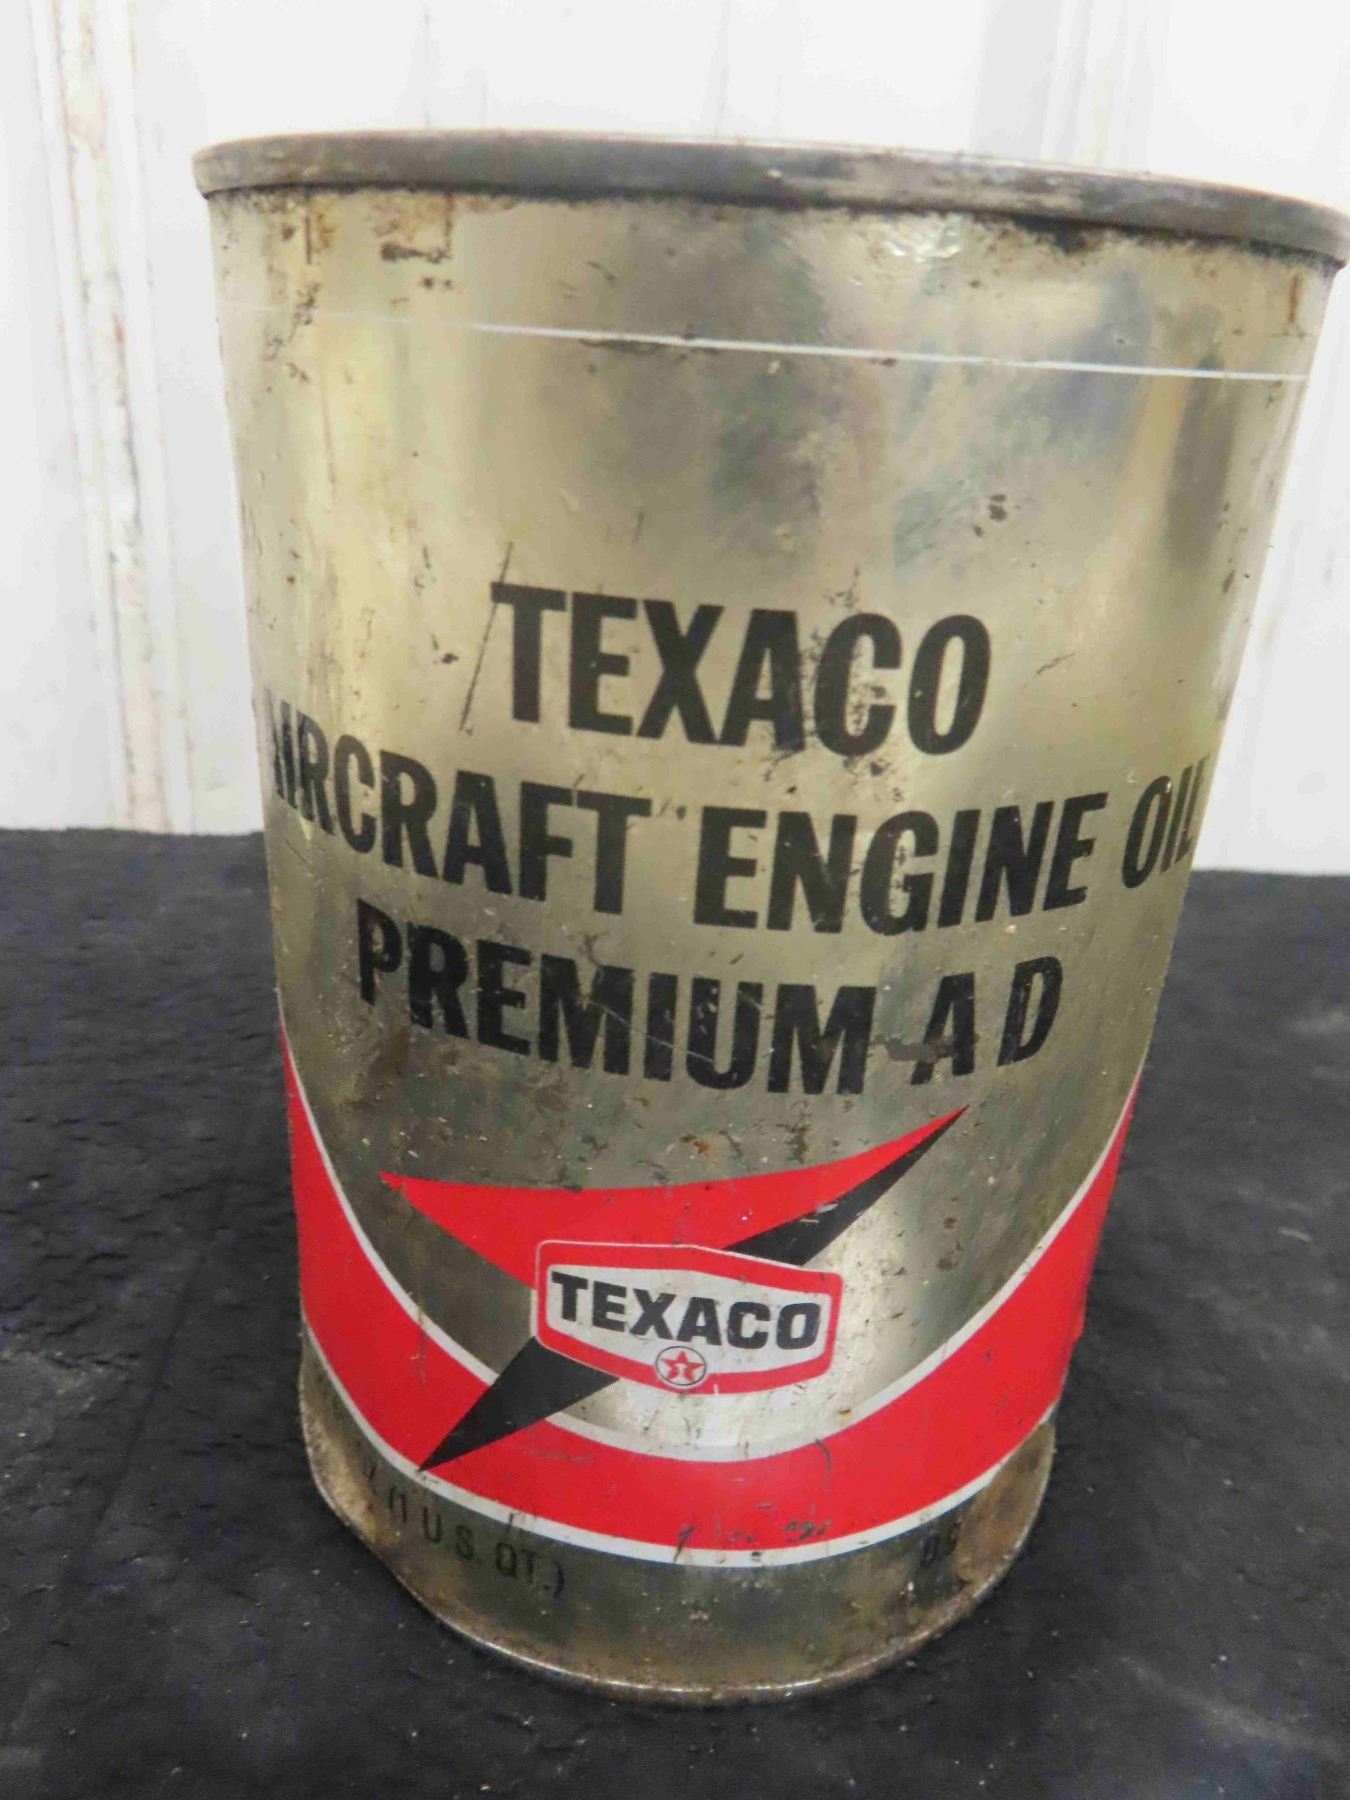 TEXACO
AIRCRAFT ENGINE OIL
PREMIUM AD
TEXACO
T
(1 U.S. QT.)